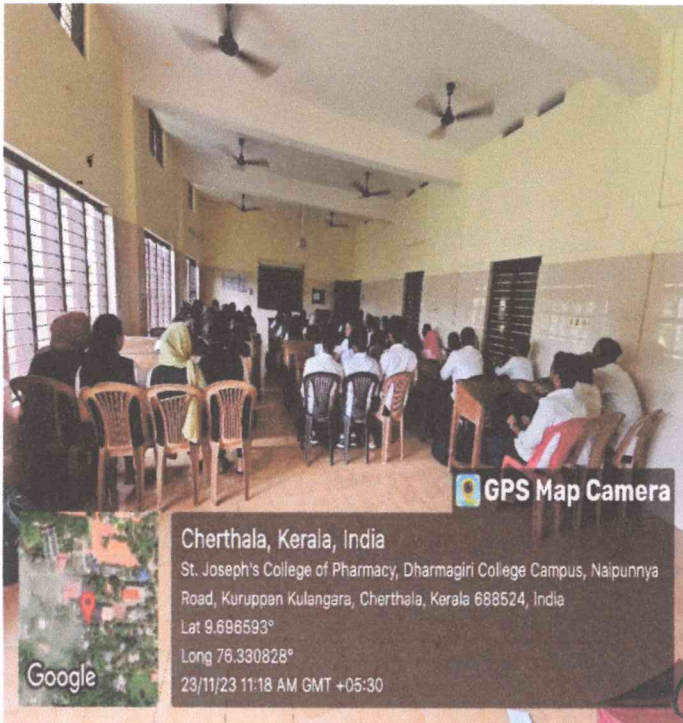 GPS Map Camera
Cherthala, Kerala, India
St. Joseph's College of Pharmacy, Dharmagiri College Campus, Naipunnya
Road, Kuruppan Kulangara, Cherthala, Kerala 688524, India
Lat 9.696593°
Long 76.330828°
23/11/23 11:18 AM GMT +05:30
Google